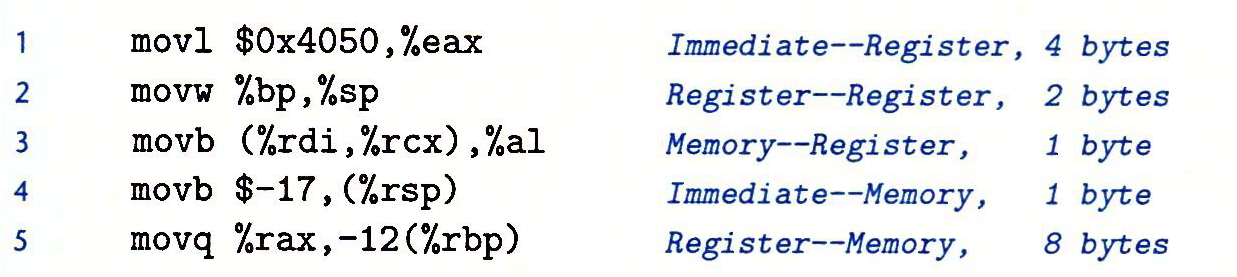 1 movl $0x4050,%eax Immediate--Register, 4 bytes
2 movw %bp,%sp Register--Register, 2 bytes
3 movb (%rdi,%rcx),%al Memory--Register, 1 byte
4 movb $-17,(%rsp) Immediate--Memory, 1 byte
5 movq %rax,-12(%rbp) Register--Memory, 8 bytes